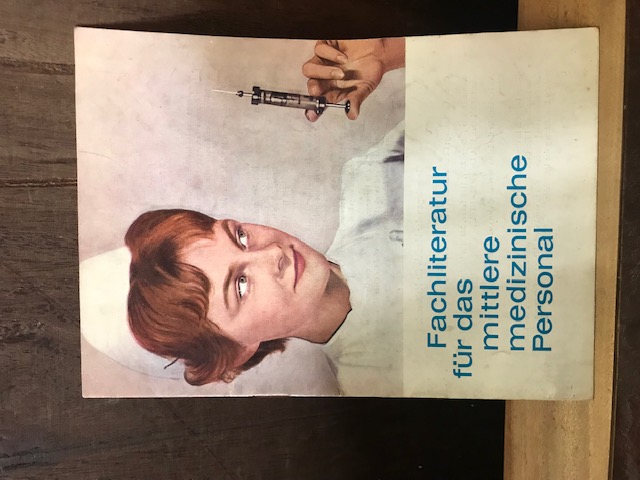 Fachliteratur
für das
mittlere
medizinische
Personal